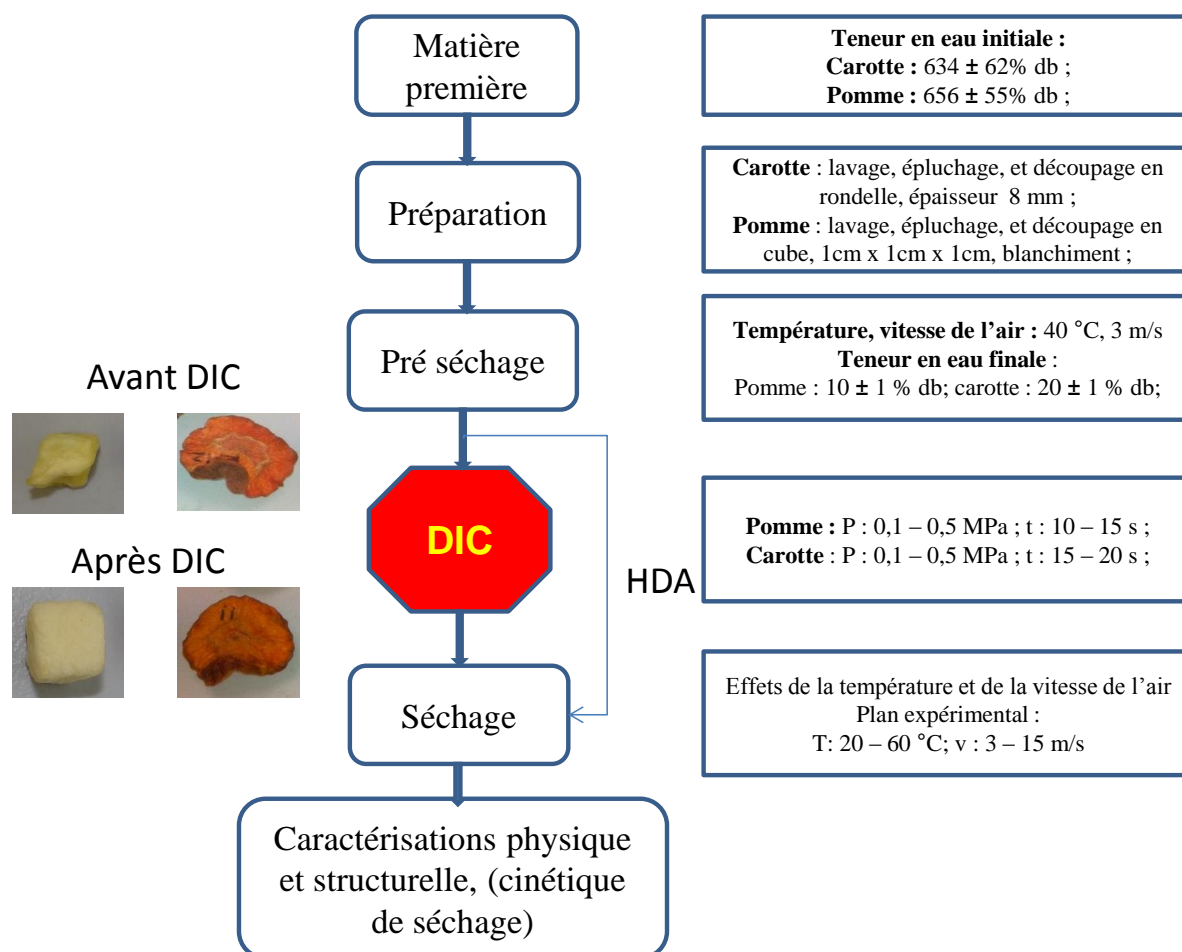 Matière
première
Teneur en eau initiale :
Carotte : 634 ± 62% db ;
Pomme : 656 ± 55% db ;
Préparation
Carotte : lavage, épluchage, et découpage en
rondelle, épaisseur 8 mm ;
Pomme : lavage, épluchage, et découpage en
cube, 1cm x 1cm x 1cm, blanchiment ;
Pré séchage
Température, vitesse de l’air : 40 °C, 3 m/s
Teneur en eau finale :
Pomme : 10 ± 1 % db; carotte : 20 ± 1 % db;
Avant DIC
DIC
Pomme : P : 0,1 – 0,5 MPa ; t : 10 – 15 s ;
Carotte : P : 0,1 – 0,5 MPa ; t : 15 – 20 s ;
Après DIC
HDA
Séchage
Effets de la température et de la vitesse de l’air
Plan expérimental :
T: 20 – 60 °C; v : 3 – 15 m/s
Caractérisations physique
et structurelle, (cinétique
de séchage)